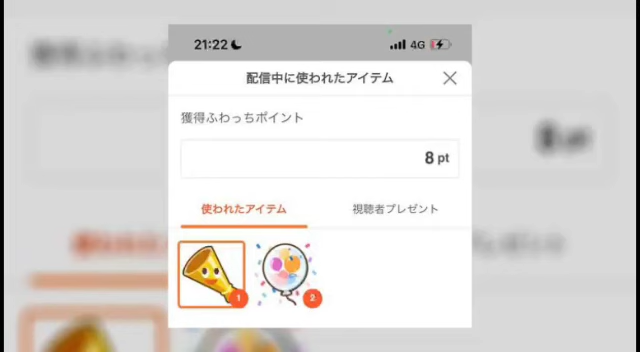 21:22 4G
配信中に使われたアイテム
獲得ふわっちポイント
8 pt
使われたアイテム 視聴者プレゼント
1 2